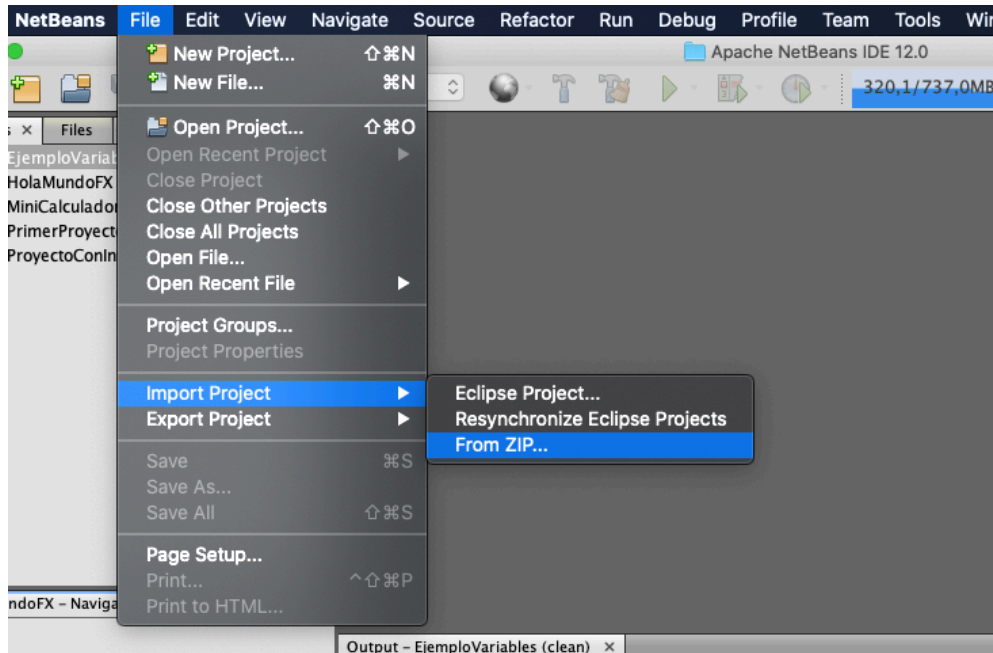 NetBeans File Edit View Navigate Source Refactor Run Debug Profile Team Tools
Apache NetBeans IDE 12.0
New Project... ⇧⌘N
New File... ⌘N
320,1/737,0MB
Files
Open Project... ⇧⌘O
Open Recent Project
Close Project
Close Other Projects
Close All Projects
Open File...
Open Recent File
Project Groups...
Project Properties
Import Project
Export Project
Save ⌘S
Save As...
Save All ⇧⌘S
Page Setup...
Print... ^⇧⌘P
Print to HTML...
Eclipse Project...
Resynchronize Eclipse Projects
From ZIP...
EjemploVariab
HolaMundoFX
MiniCalculador
PrimerProyect
ProyectoConIn
ndoFX – Naviga
Output – EjemploVariables (clean)